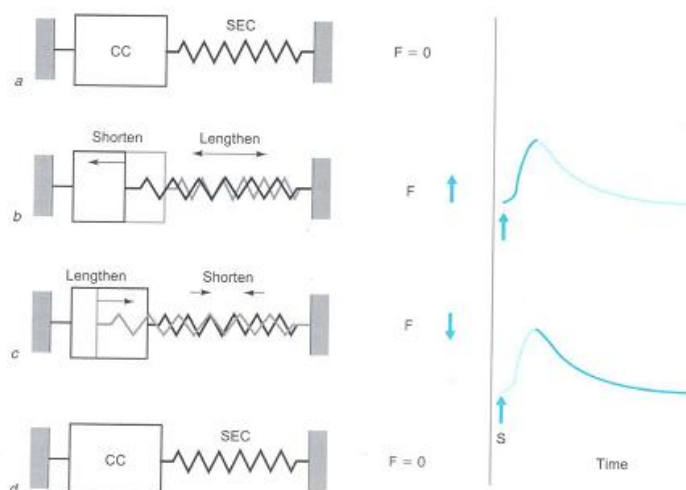 SEC
CC
F = 0
a
Shorten
Lengthen
F
b
Lengthen
Shorten
F
c
S
SEC
CC
F = 0
Time
d